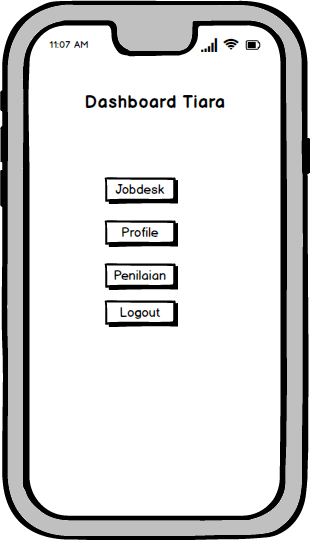 11:07 AM
Dashboard Tiara
Jobdesk
Profile
Penilaian
Logout